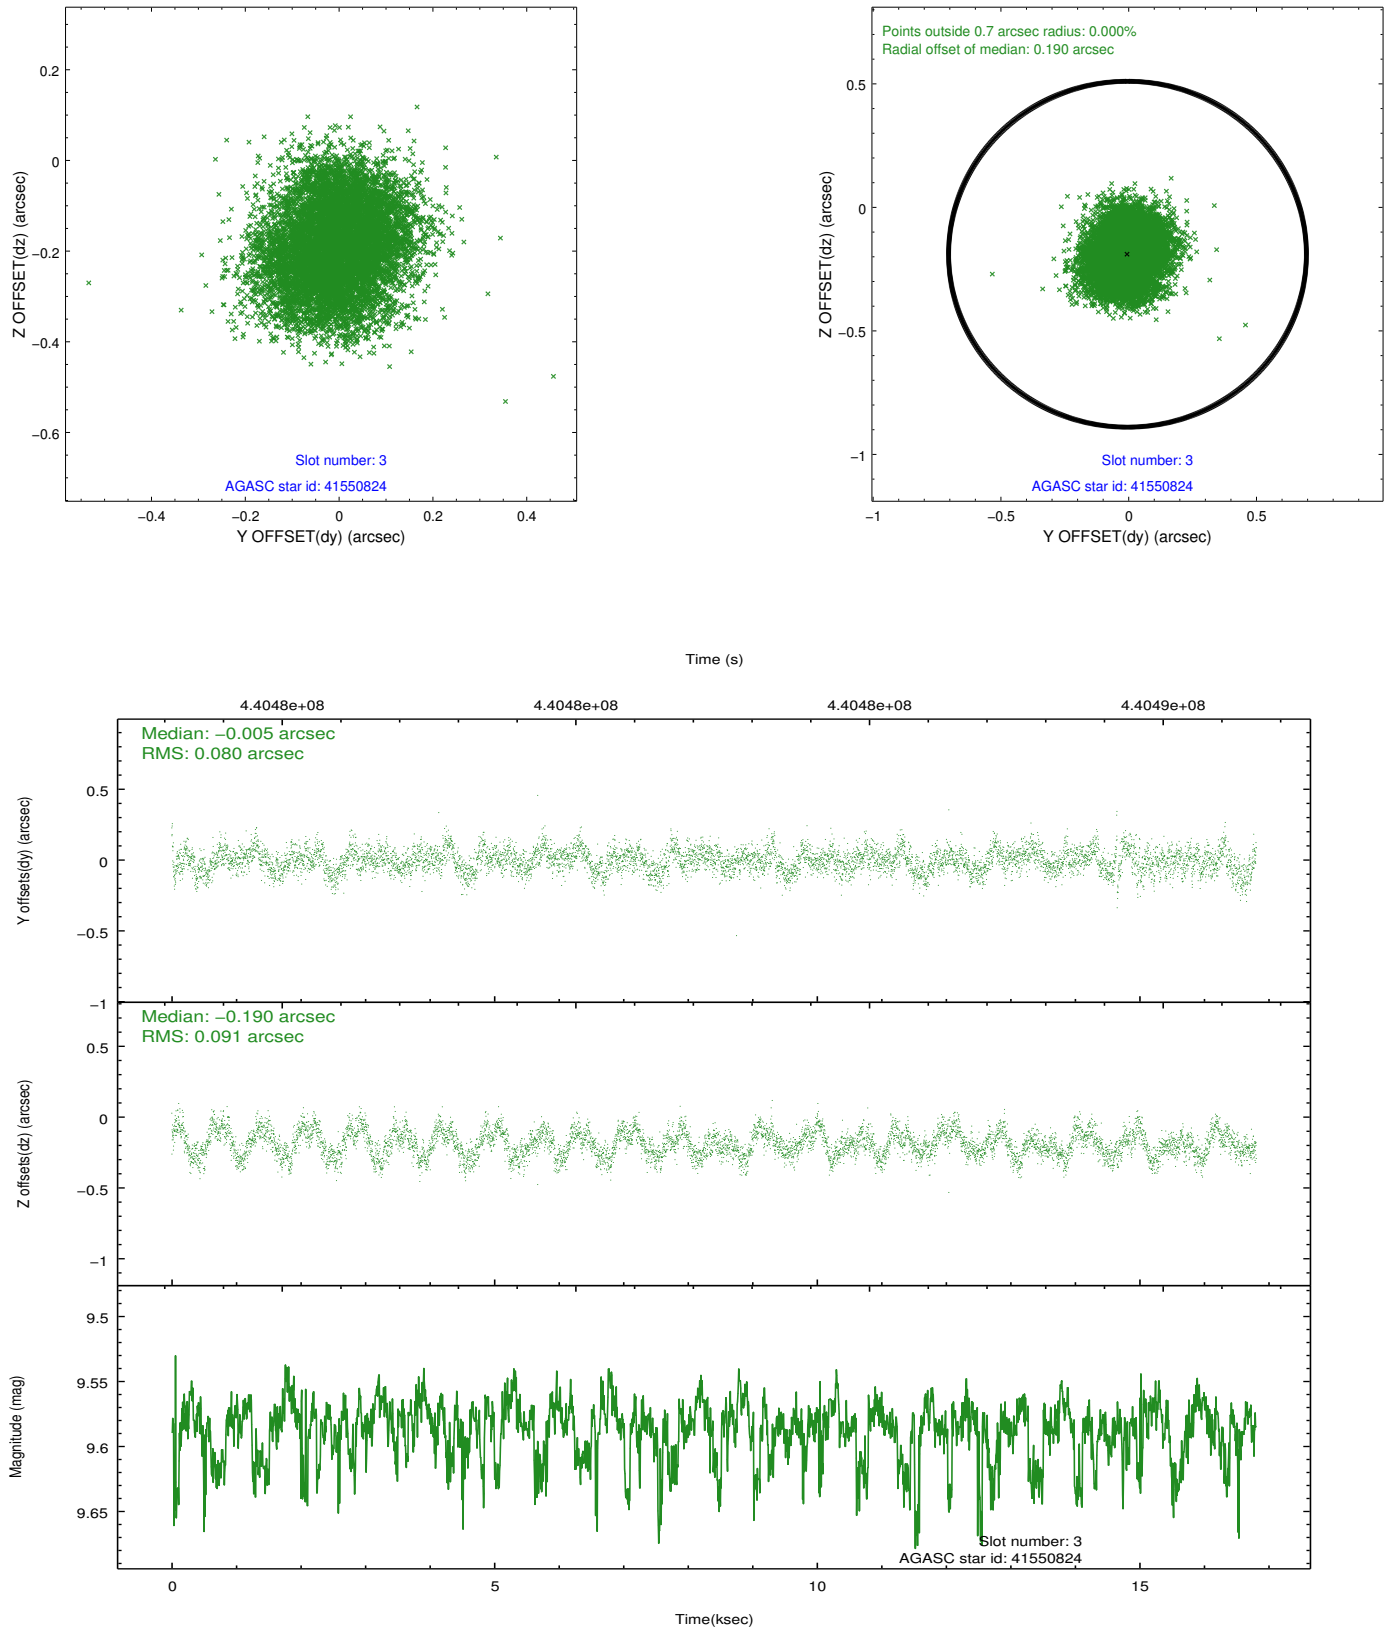 0.2
0
−0.2
−0.4
−0.6
Z OFFSET(dz) (arcsec)
Slot number: 3
AGASC star id: 41550824
−0.4
−0.2
0
0.2
0.4
Y OFFSET(dy) (arcsec)
Points outside 0.7 arcsec radius: 0.000%
Radial offset of median: 0.190 arcsec
0.5
0
−0.5
−1
Z OFFSET(dz) (arcsec)
Slot number: 3
AGASC star id: 41550824
−1
−0.5
0
0.5
Y OFFSET(dy) (arcsec)
Time (s)
4.4048e+08
4.4048e+08
4.4048e+08
4.4049e+08
Median: −0.005 arcsec
RMS: 0.080 arcsec
0.5
0
−0.5
−1
Y offsets(dy) (arcsec)
Median: −0.190 arcsec
RMS: 0.091 arcsec
0.5
0
−0.5
−1
Z offsets(dz) (arcsec)
9.5
9.55
9.6
9.65
Magnitude (mag)
Slot number: 3
AGASC star id: 41550824
0
5
10
15
Time(ksec)